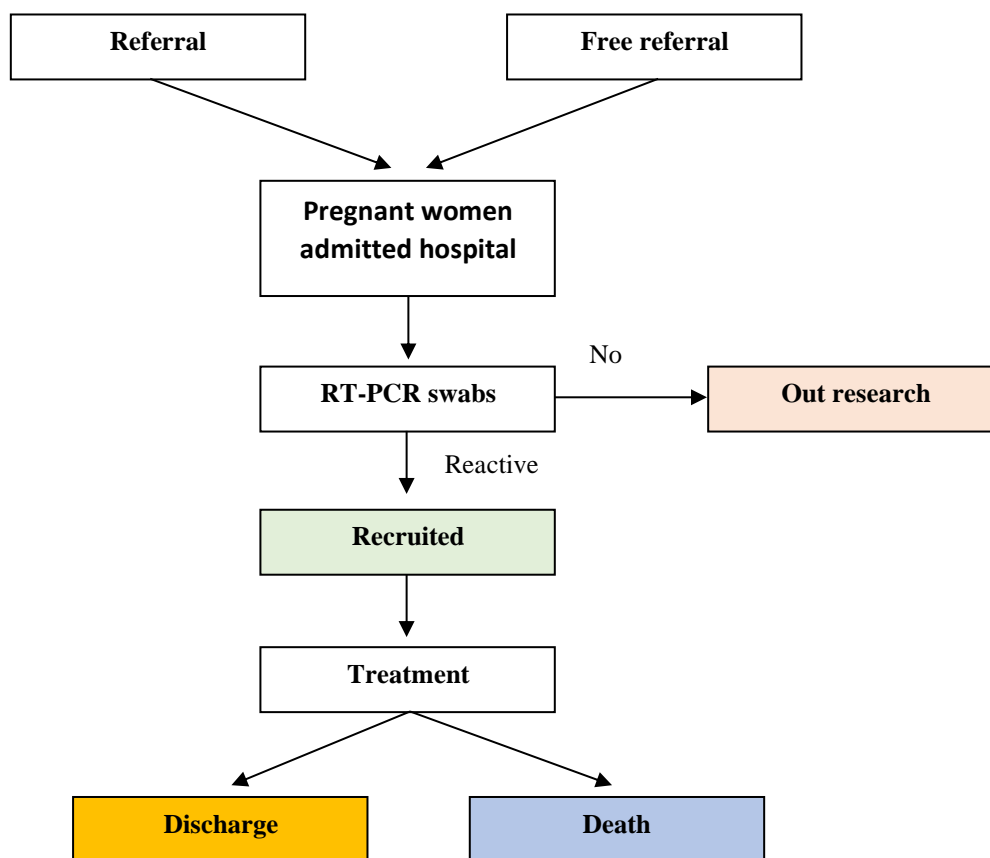 Referral
Free referral
Pregnant women
admitted hospital
No
RT-PCR swabs
Out research
Reactive
Recruited
Treatment
Discharge
Death